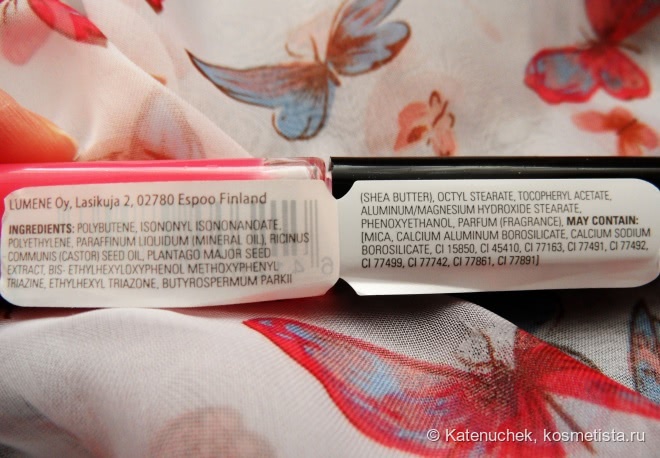 LUMENE Oy, Lasikuja 2, 02780 Espoo Finland
INGREDIENTS: POLYBUTENE, ISONONYL ISONONANOATE,
POLYETHYLENE, PARAFFINUM LIQUIDUM (MINERAL OIL), RICINUS
COMMUNIS (CASTOR) SEED OIL, PLANTAGO MAJOR SEED
EXTRACT, BIS- ETHYLHEXYLOXYPHENOL METHOXYPHENYL
TRIAZINE, ETHYLHEXYL TRIAZONE, BUTYROSPERMUM PARKII
(SHEA BUTTER), OCTYL STEARATE, TOCOPHERYL ACETATE,
ALUMINUM/MAGNESIUM HYDROXIDE STEARATE,
PHENOXYETHANOL, PARFUM (FRAGRANCE). MAY CONTAIN:
[MICA, CALCIUM ALUMINUM BOROSILICATE, CALCIUM SODIUM
BOROSILICATE, CI 15850, CI 45410, CI 77163, CI 77491, CI 77492,
CI 77499, CI 77742, CI 77861, CI 77891]
© Katenuchek, kosmetista.ru